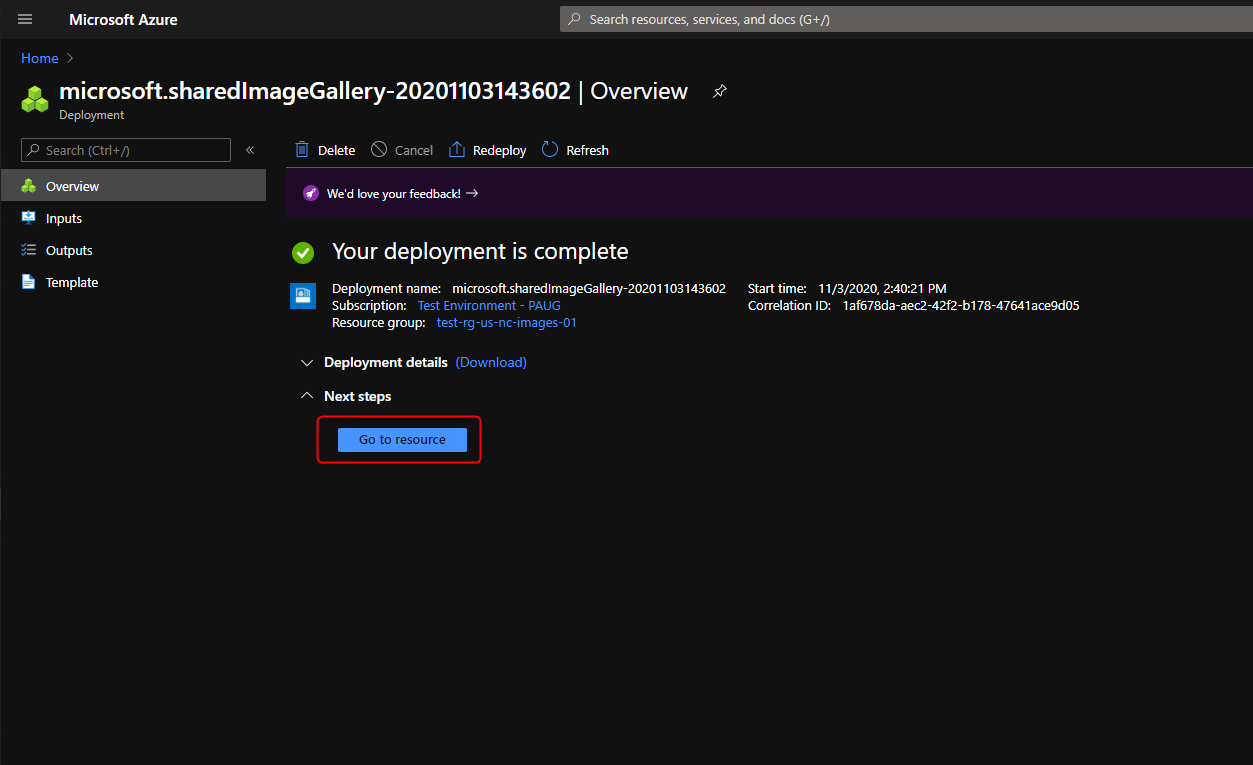 Microsoft Azure
Search resources, services, and docs (G+/)
Home
microsoft.sharedImageGallery-20201103143602 | Overview
Deployment
Search (Ctrl+/)
«
Delete
Cancel
Redeploy
Refresh
Overview
Inputs
Outputs
Template
We'd love your feedback! →
Your deployment is complete
Deployment name: microsoft.sharedImageGallery-20201103143602
Subscription: Test Environment - PAUG
Resource group: test-rg-us-nc-images-01
Start time: 11/3/2020, 2:40:21 PM
Correlation ID: 1af678da-aec2-42f2-b178-47641ace9d05
Deployment details (Download)
Next steps
Go to resource